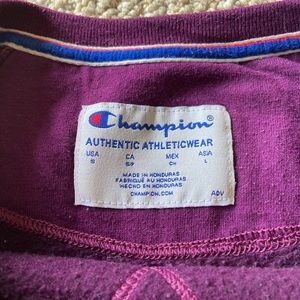 Champion
AUTHENTIC ATHLETICWEAR
USA CA MEX ASIA
S S/P CH L
MADE IN HONDURAS
FABRIQUÉ AU HONDURAS
HECHO EN HONDURAS
CHAMPION.COM ADV